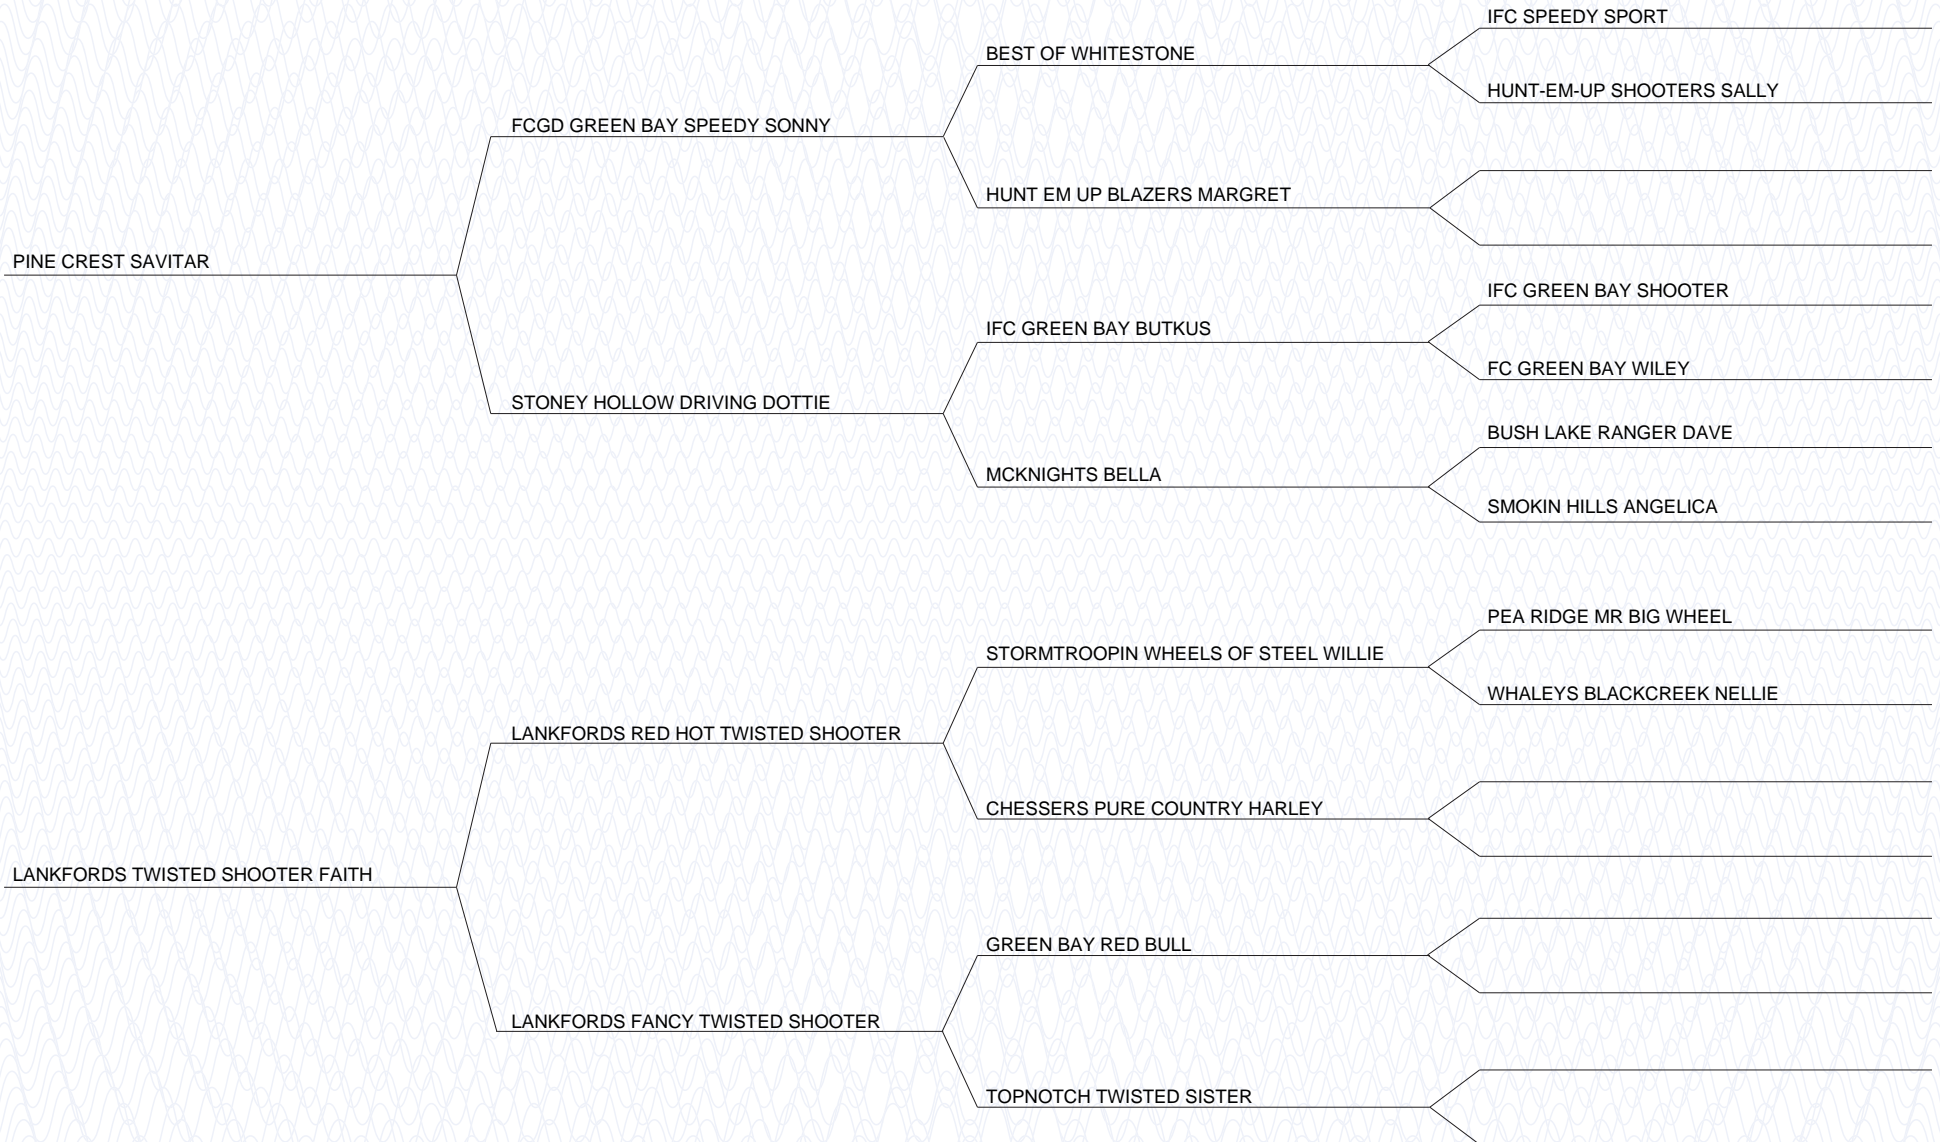 IFC SPEEDY SPORT
BEST OF WHITESTONE
HUNT-EM-UP SHOOTERS SALLY
FCGD GREEN BAY SPEEDY SONNY
HUNT EM UP BLAZERS MARGRET
PINE CREST SAVITAR
IFC GREEN BAY SHOOTER
IFC GREEN BAY BUTKUS
FC GREEN BAY WILEY
STONEY HOLLOW DRIVING DOTTIE
BUSH LAKE RANGER DAVE
MCKNIGHTS BELLA
SMOKIN HILLS ANGELICA
PEA RIDGE MR BIG WHEEL
STORMTROOPIN WHEELS OF STEEL WILLIE
WHALEYS BLACKCREEK NELLIE
LANKFORDS RED HOT TWISTED SHOOTER
CHESSERS PURE COUNTRY HARLEY
LANKFORDS TWISTED SHOOTER FAITH
GREEN BAY RED BULL
LANKFORDS FANCY TWISTED SHOOTER
TOPNOTCH TWISTED SISTER